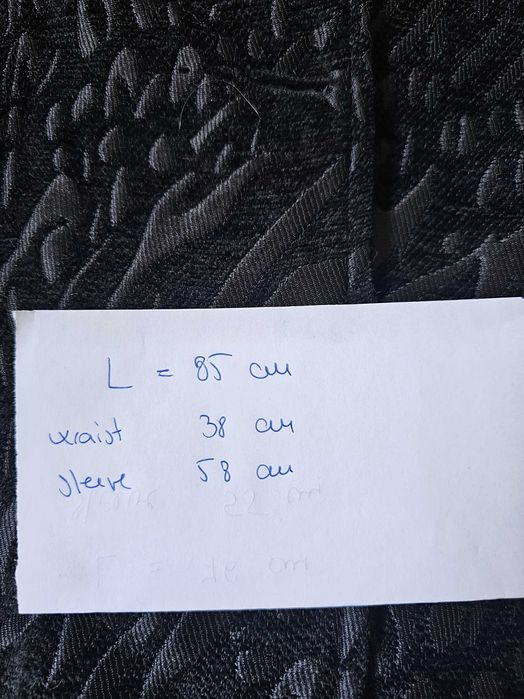 L = 85 cm
waist 38 cm
sleeve 58 cm